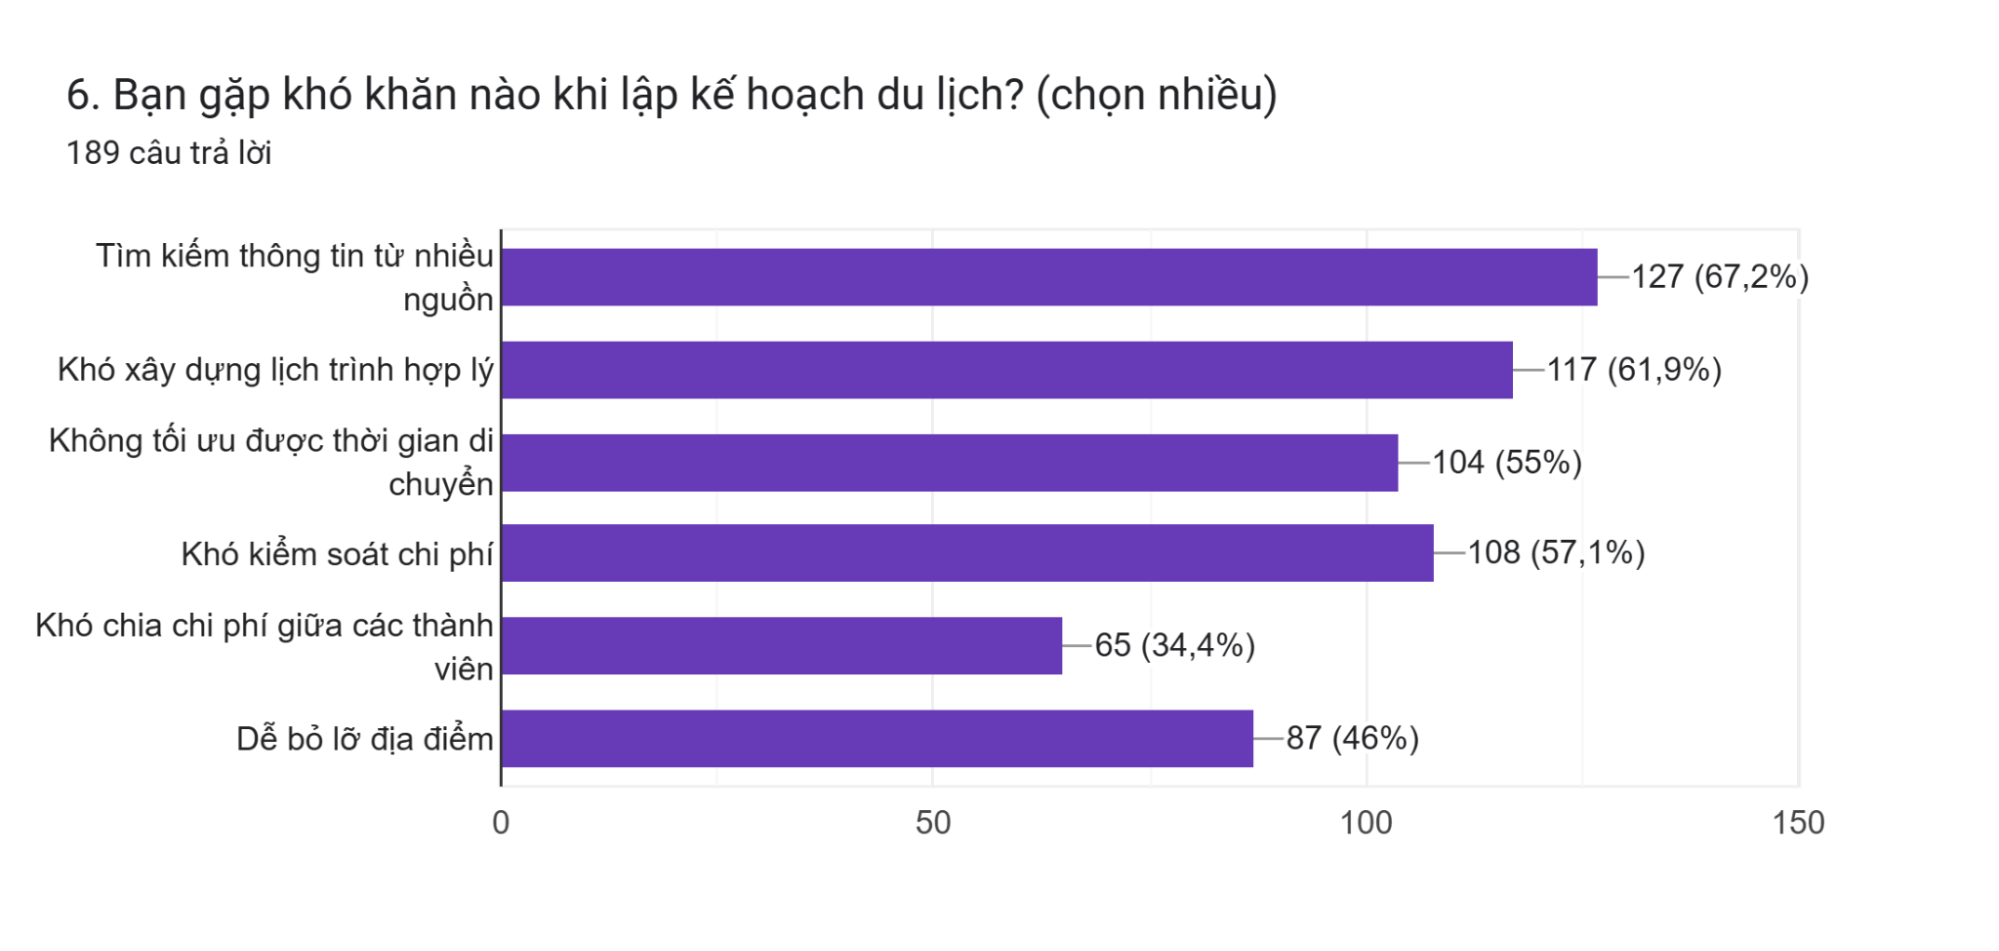 6. Bạn gặp khó khăn nào khi lập kế hoạch du lịch? (chọn nhiều)
189 câu trả lời
Tìm kiếm thông tin từ nhiều
nguồn
127 (67,2%)
Khó xây dựng lịch trình hợp lý
117 (61,9%)
Không tối ưu được thời gian di
chuyển
104 (55%)
Khó kiểm soát chi phí
108 (57,1%)
Khó chia chi phí giữa các thành
viên
65 (34,4%)
Dễ bỏ lỡ địa điểm
87 (46%)
0
50
100
150